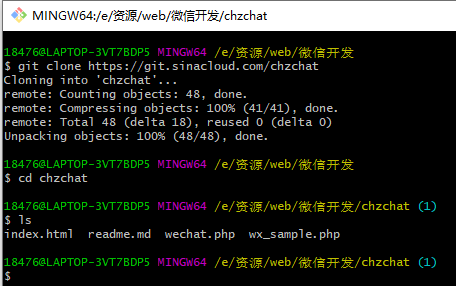 MINGW64:/e/资源/web/微信开发/chzchat
18476@LAPTOP-3VT7BDP5 MINGW64 /e/资源/web/微信开发
$ git clone https://git.sinacloud.com/chzchat
Cloning into 'chzchat'...
remote: Counting objects: 48, done.
remote: Compressing objects: 100% (41/41), done.
remote: Total 48 (delta 18), reused 0 (delta 0)
Unpacking objects: 100% (48/48), done.
18476@LAPTOP-3VT7BDP5 MINGW64 /e/资源/web/微信开发
$ cd chzchat
18476@LAPTOP-3VT7BDP5 MINGW64 /e/资源/web/微信开发/chzchat (1)
$ ls
index.html  readme.md  wechat.php  wx_sample.php
18476@LAPTOP-3VT7BDP5 MINGW64 /e/资源/web/微信开发/chzchat (1)
$